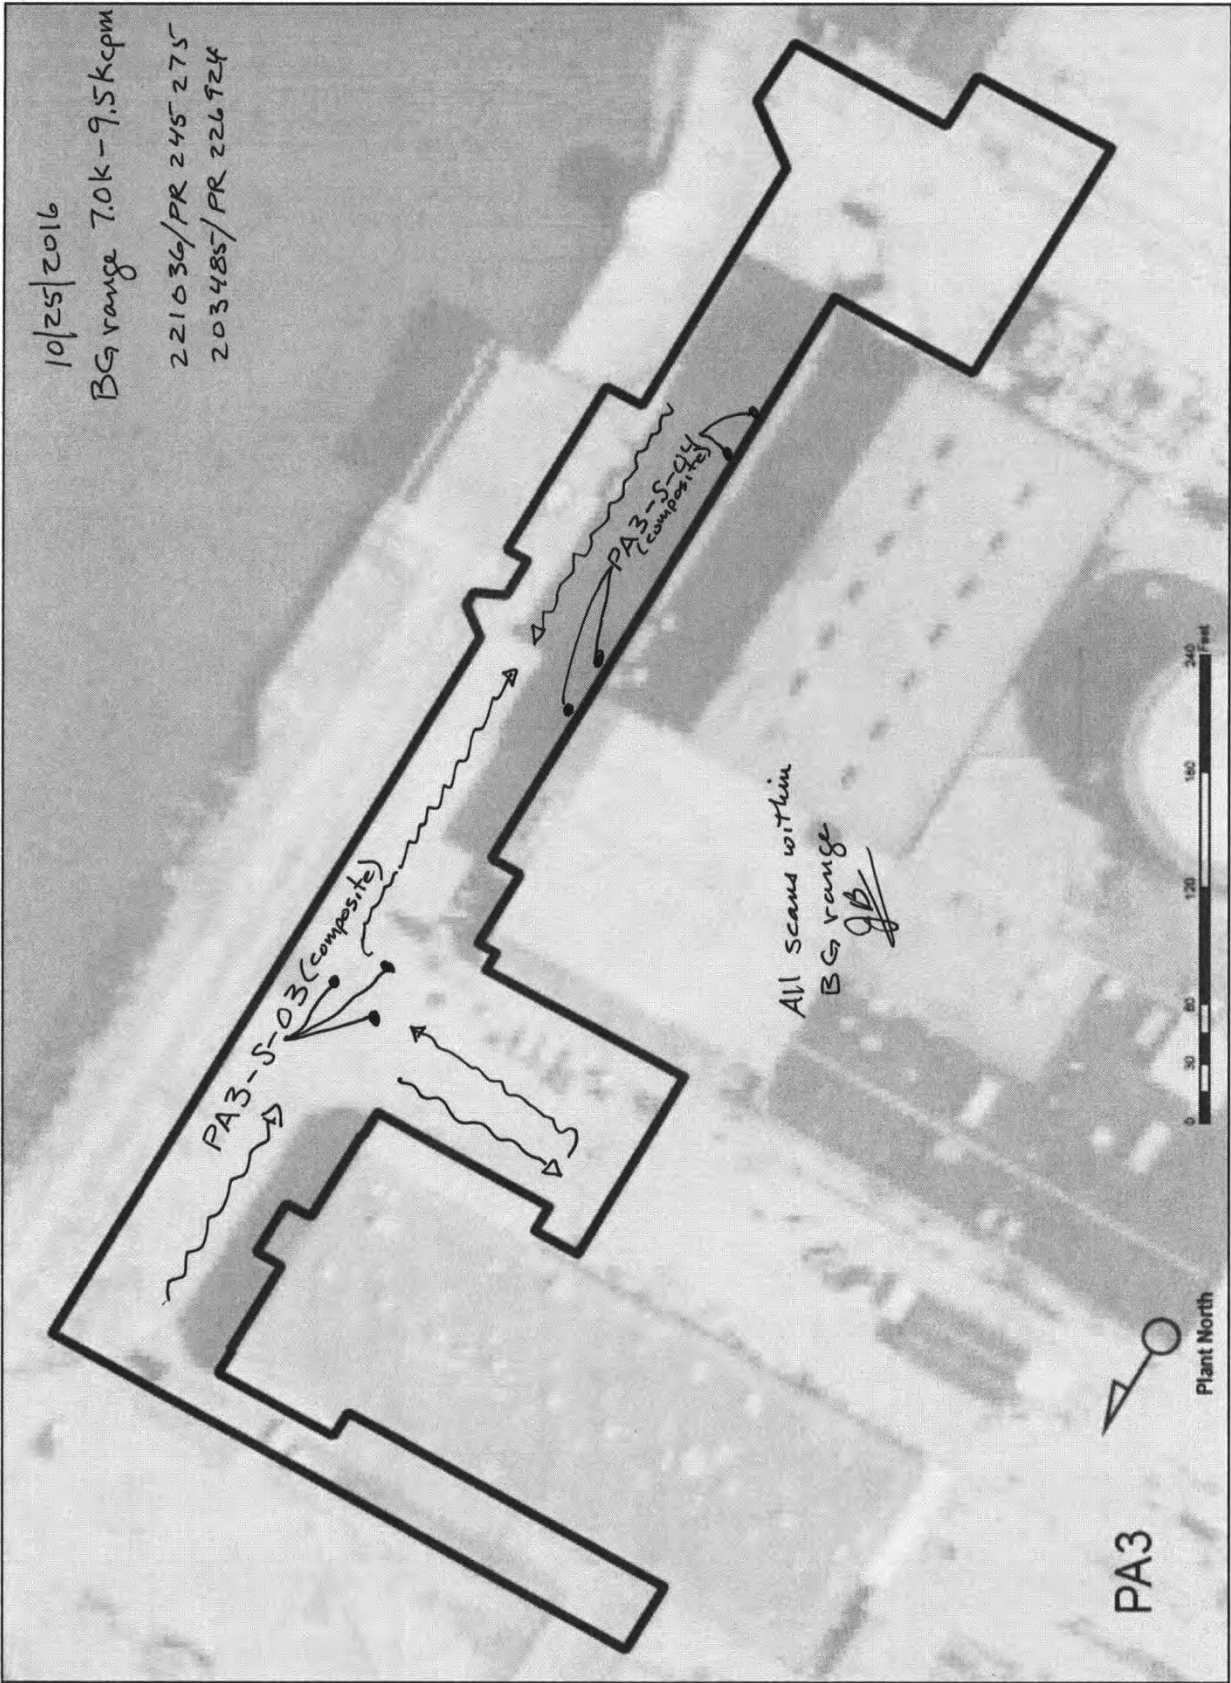 10/25/2016
BG range 7.0k-9.5kcpm
221036/PR 245275
203485/PR 226924
PA3-S-03 (composite)
PA3-S-04
(composite)
All scans within
BG range
JB
0 30 60 120 180 240
Feet
Plant North
PA3